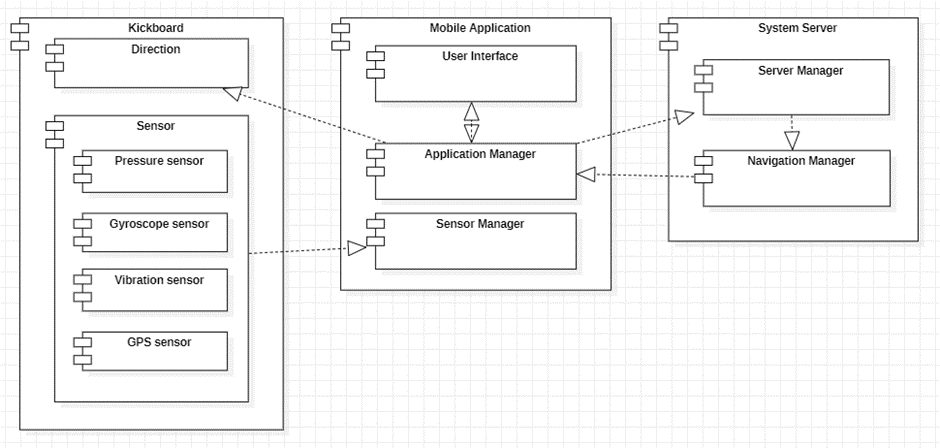 Kickboard
Direction
Sensor
Pressure sensor
Gyroscope sensor
Vibration sensor
GPS sensor
Mobile Application
User Interface
Application Manager
Sensor Manager
System Server
Server Manager
Navigation Manager